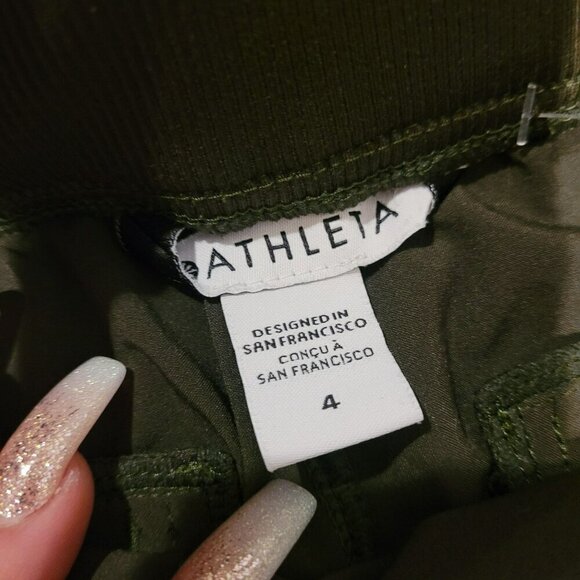 ATHLETA
DESIGNED IN
SAN FRANCISCO
CONÇU À
SAN FRANCISCO
4